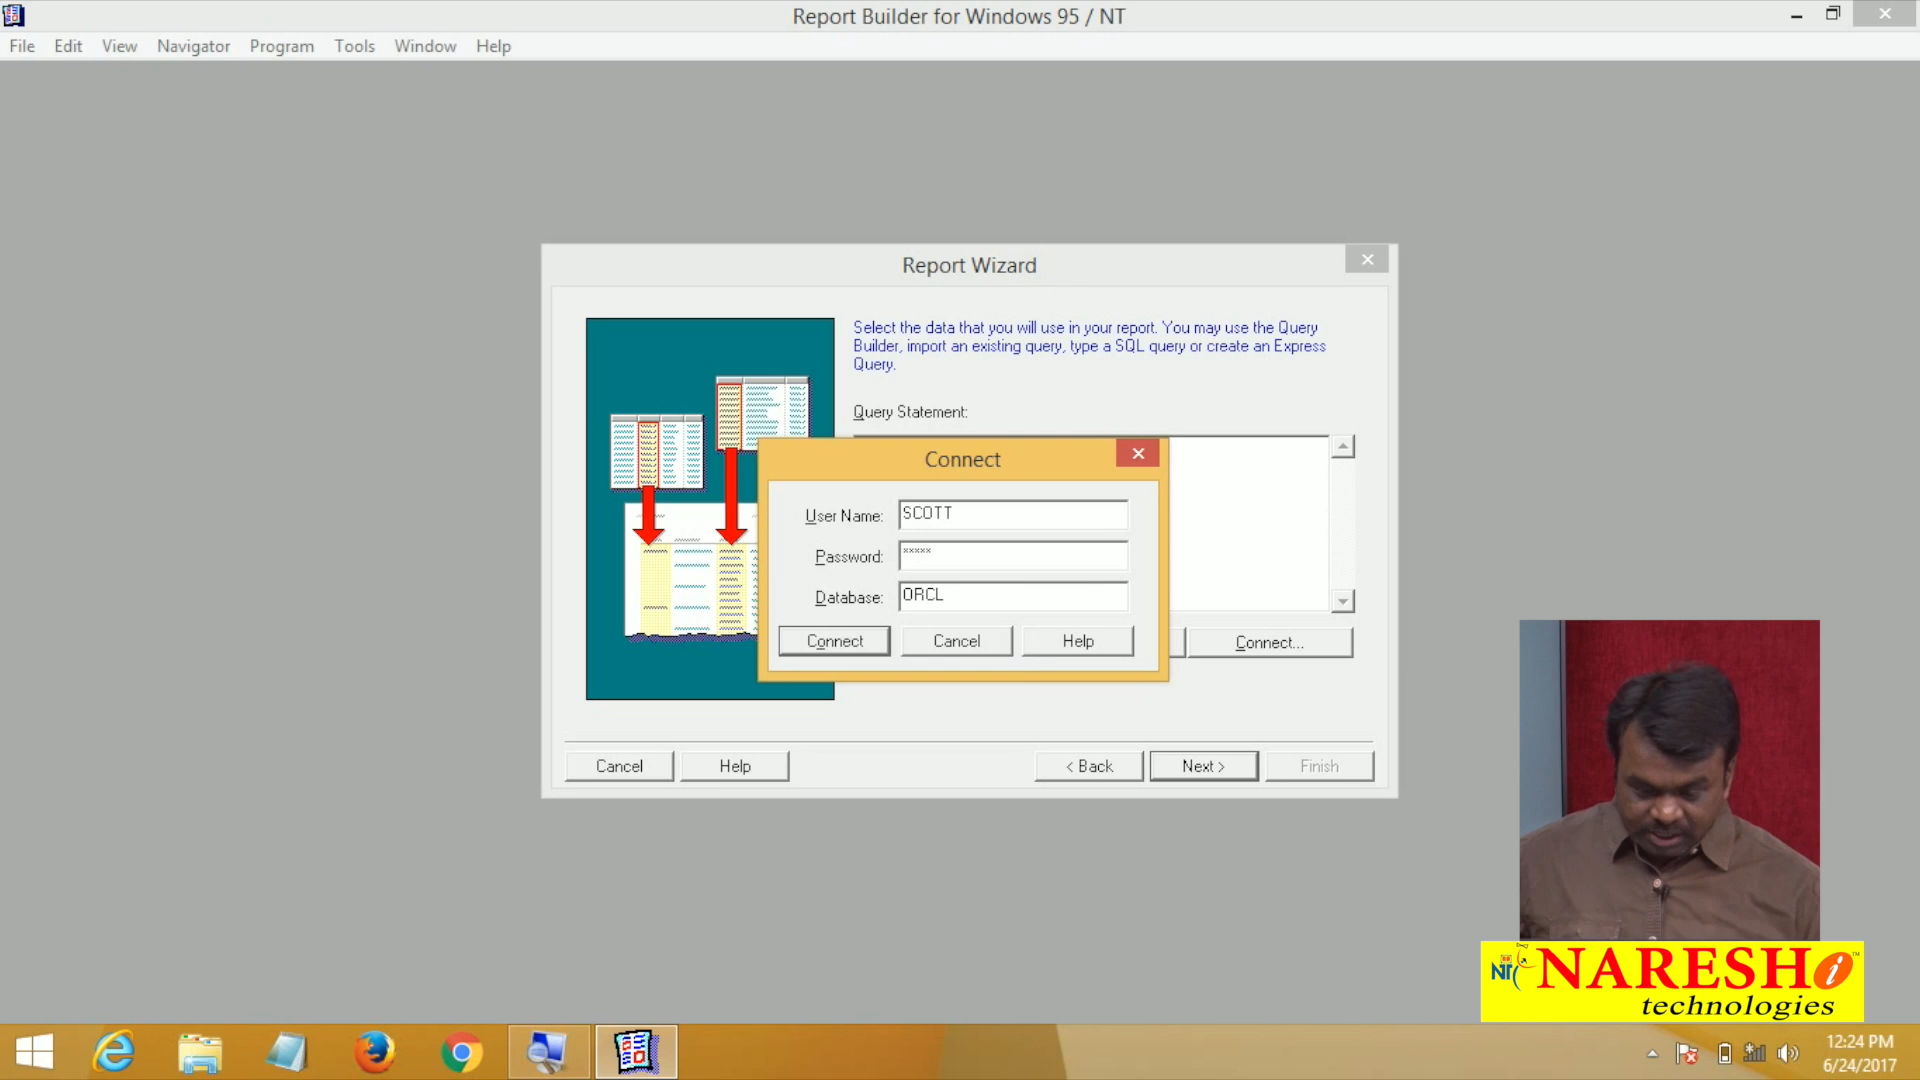 Report Builder for Windows 95 / NT
File Edit View Navigator Program Tools Window Help
Report Wizard
Select the data that you will use in your report. You may use the Query
Builder, import an existing query, type a SQL query or create an Express
Query.
Query Statement:
Connect
User Name: SCOTT
Password: *****
Database: ORCL
Connect Cancel Help
Connect...
Cancel Help < Back Next > Finish
NT NARESH i ™
technologies
12:24 PM
6/24/2017